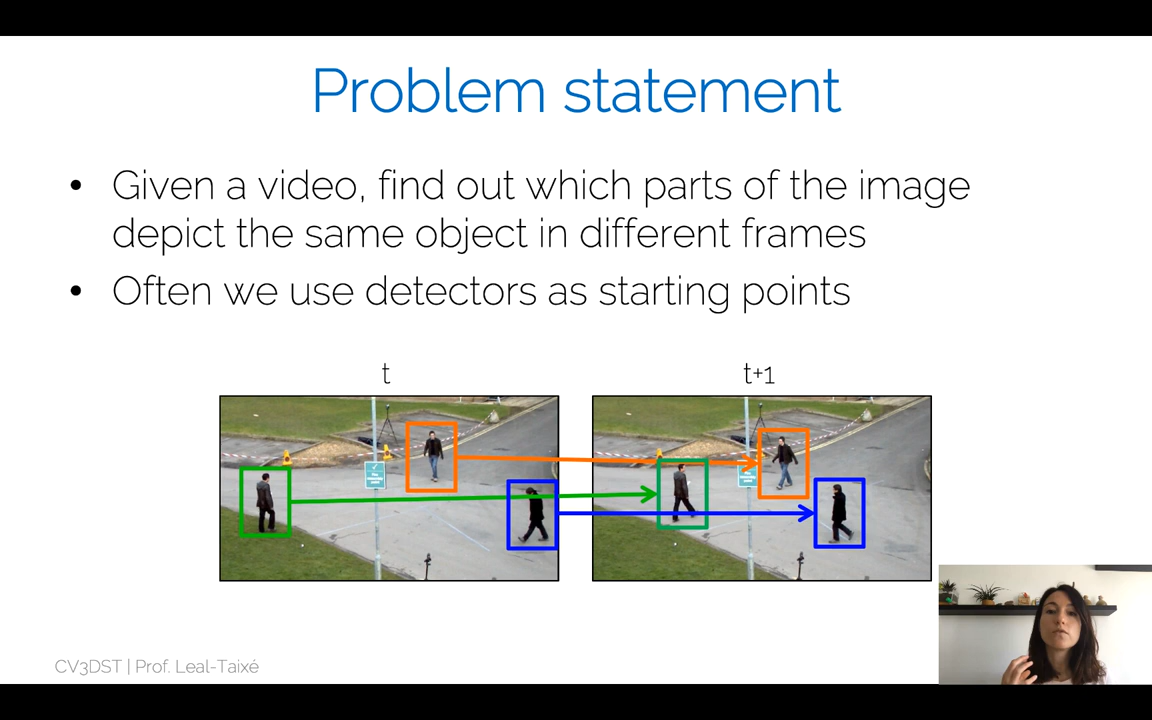 Problem statement
• Given a video, find out which parts of the image
depict the same object in different frames
• Often we use detectors as starting points
t
t+1
CV3DST | Prof. Leal-Taixé